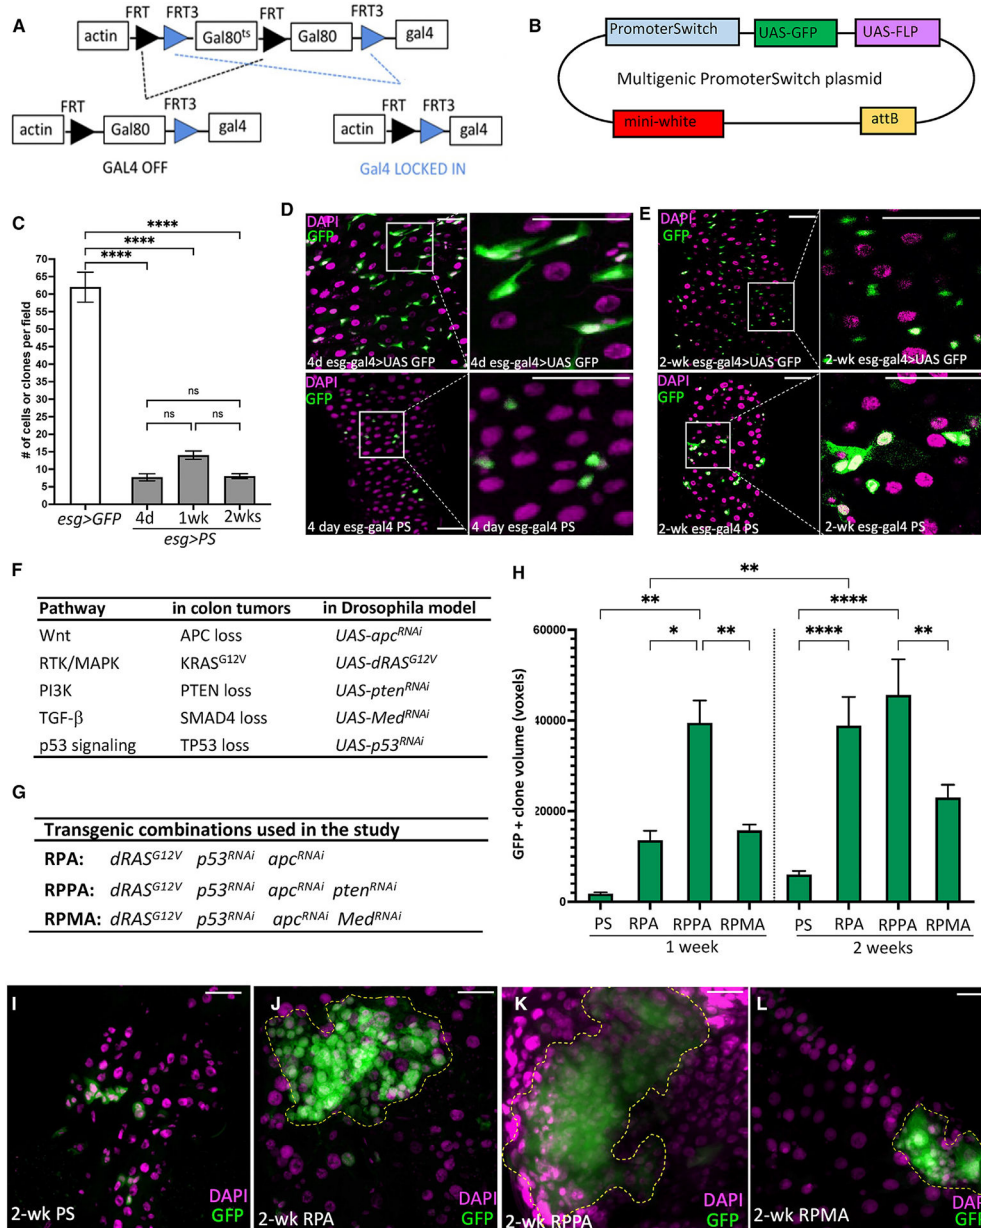 A
FRT
FRT3
FRT
FRT3
actin
Gal80ts
Gal80
gal4
FRT
FRT3
FRT
FRT3
actin
Gal80
gal4
actin
gal4
GAL4 OFF
Gal4 LOCKED IN
B
PromoterSwitch
UAS-GFP
UAS-FLP
Multigenic PromoterSwitch plasmid
mini-white
attB
C
****
****
****
ns
ns
ns
# of cells or clones per field
70
65
60
55
50
45
40
35
30
25
20
15
10
5
0
esg>GFP
4d
1wk
2wks
esg>PS
D
DAPI
GFP
4d esg-gal4>UAS GFP
4d esg-gal4>UAS GFP
DAPI
GFP
4 day esg-gal4 PS
4 day esg-gal4 PS
E
DAPI
GFP
2-wk esg-gal4>UAS GFP
2-wk esg-gal4>UAS GFP
DAPI
GFP
2-wk esg-gal4 PS
2-wk esg-gal4 PS
F
Pathway in colon tumors in Drosophila model
Wnt APC loss UAS-apcRNAi
RTK/MAPK KRASG12V UAS-dRASG12V
PI3K PTEN loss UAS-ptenRNAi
TGF-β SMAD4 loss UAS-MedRNAi
p53 signaling TP53 loss UAS-p53RNAi
G
Transgenic combinations used in the study
RPA: dRASG12V p53RNAi apcRNAi
RPPA: dRASG12V p53RNAi apcRNAi ptenRNAi
RPMA: dRASG12V p53RNAi apcRNAi MedRNAi
H
**
**
****
*
**
****
**
GFP + clone volume (voxels)
60000
40000
20000
0
PS
RPA
RPPA
RPMA
PS
RPA
RPPA
RPMA
1 week
2 weeks
I
2-wk PS
DAPI
GFP
J
2-wk RPA
DAPI
GFP
K
2-wk RPPA
DAPI
GFP
L
2-wk RPMA
DAPI
GFP